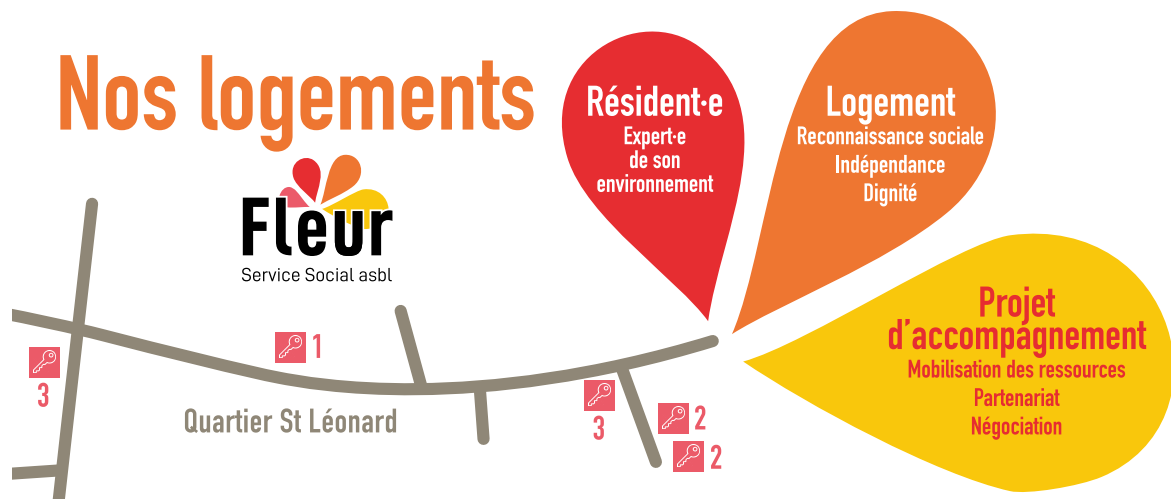 Nos logements
Fleur
Service Social asbl
Résident·e
Expert·e
de son
environnement
Logement
Reconnaissance sociale
Indépendance
Dignité
Projet
d'accompagnement
Mobilisation des ressources
Partenariat
Négociation
1
3
Quartier St Léonard
3
2
2